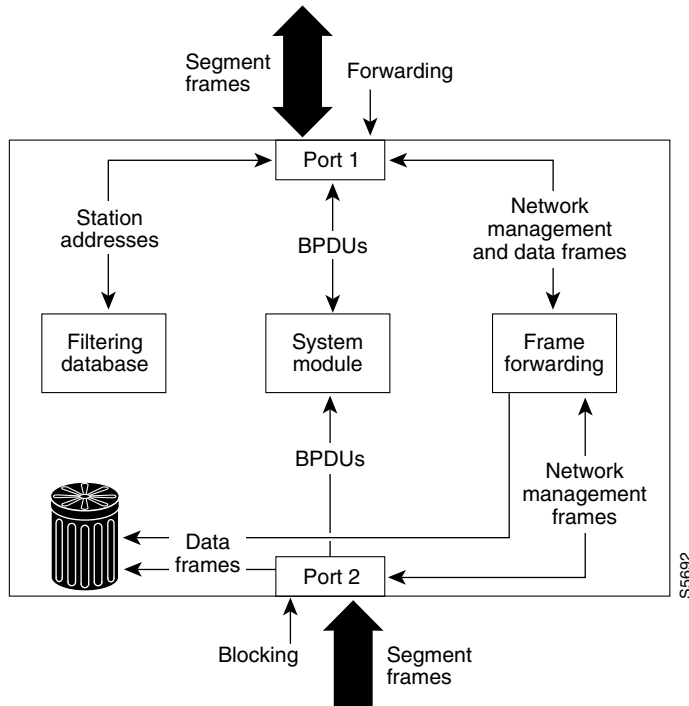 Segment
frames
Forwarding
Port 1
Station
addresses
BPDUs
Network
management
and data frames
Filtering
database
System
module
Frame
forwarding
BPDUs
Network
management
frames
Data
frames
Port 2
Blocking
Segment
frames
S5692